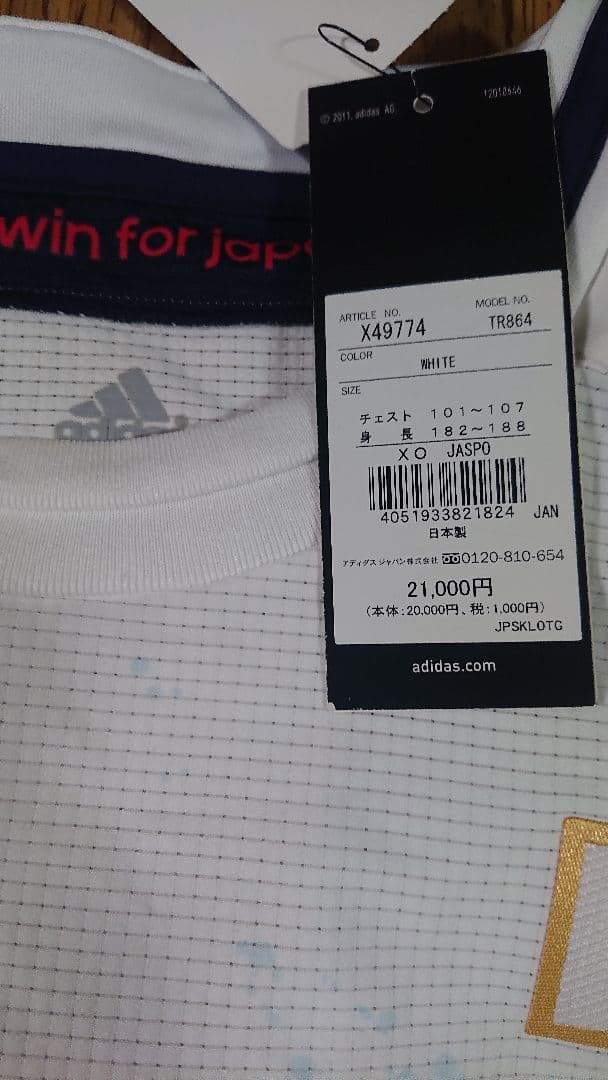 © 2011. adidas AG.
12010646
win for jap
adidas
ARTICLE NO.
X49774
MODEL NO.
TR864
COLOR
WHITE
SIZE
チェスト 101～107
身 長 182～188
XO JASPO
4051933821824 JAN
日本製
アディダス ジャパン株式会社 0120-810-654
21,000円
(本体:20,000円、税:1,000円)
JPSKLOTG
adidas.com